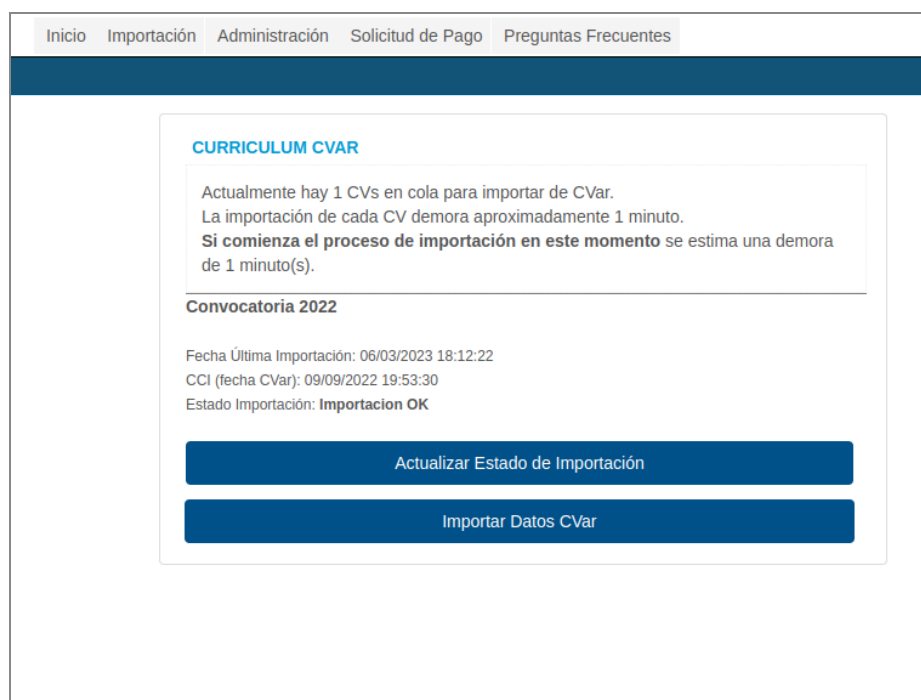 Inicio Importación Administración Solicitud de Pago Preguntas Frecuentes
CURRICULUM CVAR
Actualmente hay 1 CVs en cola para importar de CVar.
La importación de cada CV demora aproximadamente 1 minuto.
Si comienza el proceso de importación en este momento se estima una demora
de 1 minuto(s).
Convocatoria 2022
Fecha Última Importación: 06/03/2023 18:12:22
CCI (fecha CVar): 09/09/2022 19:53:30
Estado Importación: Importacion OK
Actualizar Estado de Importación
Importar Datos CVar